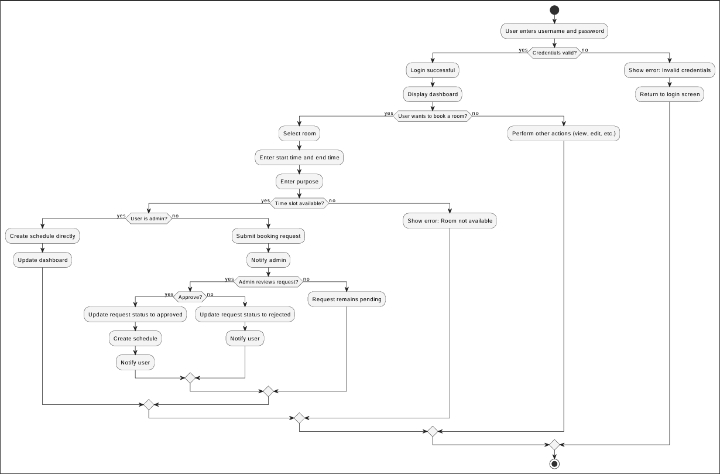 User enters username and password
yes
Credentials valid?
no
Login successful
Show error: invalid credentials
Display dashboard
Return to login screen
yes
User wants to book a room?
no
Select room
Perform other actions (view, edit, etc.)
Enter start time and end time
Enter purpose
yes
Time slot available?
no
yes
User is admin?
no
Show error: Room not available
Create schedule directly
Submit booking request
Update dashboard
Notify admin
yes
Admin reviews request?
no
yes
Approve?
no
Request remains pending
Update request status to approved
Update request status to rejected
Create schedule
Notify user
Notify user